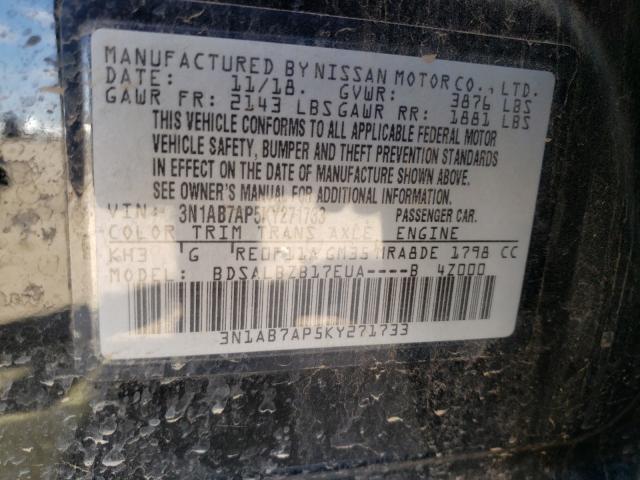 MANUFACTURED BY NISSAN MOTOR CO., LTD.
DATE: 11/18. GVWR: 3876 LBS
GAWR FR: 2143 LBS GAWR RR: 1881 LBS
THIS VEHICLE CONFORMS TO ALL APPLICABLE FEDERAL MOTOR
VEHICLE SAFETY, BUMPER AND THEFT PREVENTION STANDARDS
IN EFFECT ON THE DATE OF MANUFACTURE SHOWN ABOVE.
SEE OWNER'S MANUAL FOR ADDITIONAL INFORMATION.
VIN: 3N1AB7AP5KY271733 PASSENGER CAR.
COLOR TRIM TRANS AXLE ENGINE
KH3 G RE0F11A GM35 MRA8DE 1798 CC
MODEL: BDSALBZB17EUA----B 4Z000
3N1AB7AP5KY271733